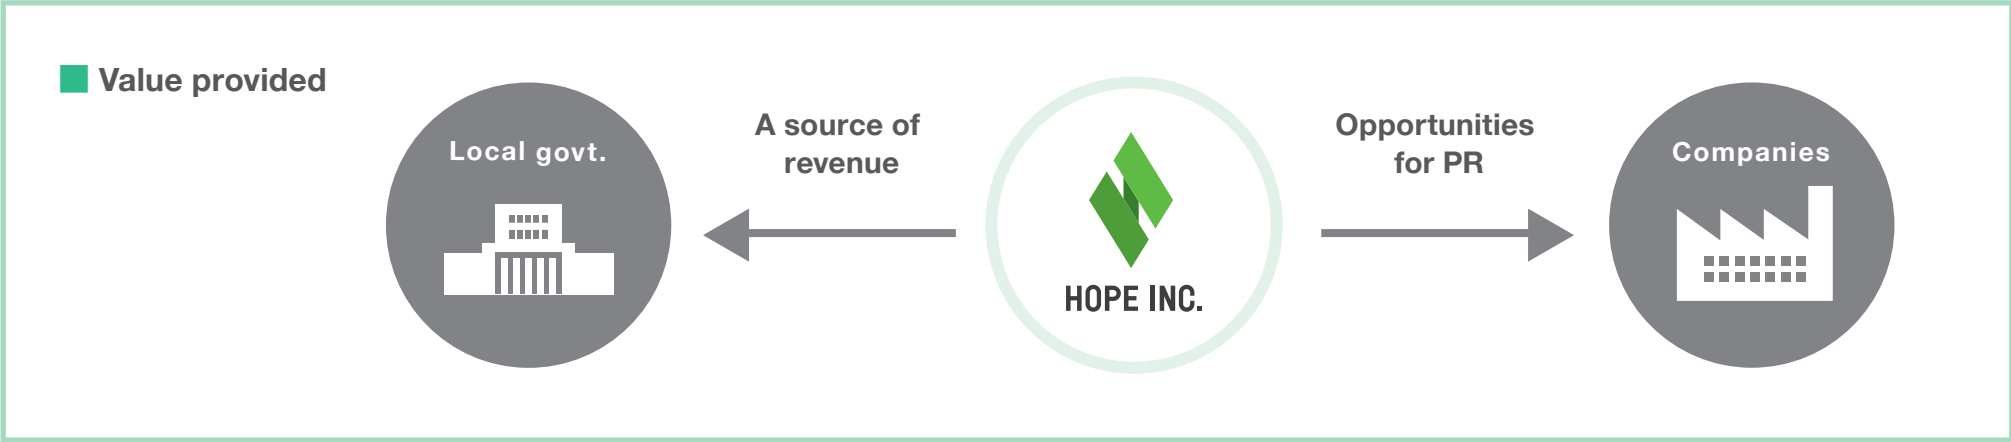 Value provided
Local govt.
A source of
revenue
HOPE INC.
Opportunities
for PR
Companies